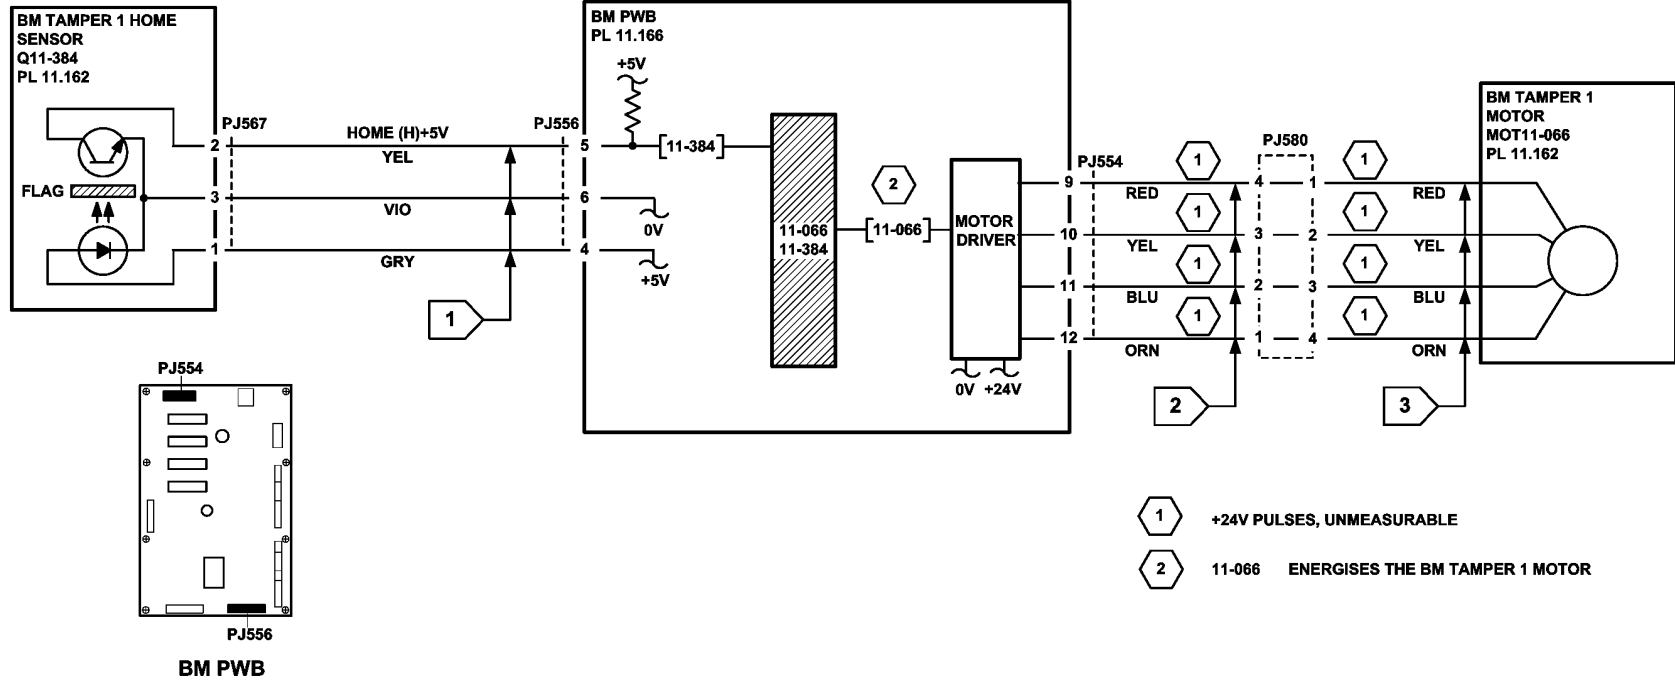 BM TAMPER 1 HOME
SENSOR
Q11-384
PL 11.162
FLAG
2
3
1
PJ567
HOME (H)+5V
YEL
VIO
GRY
1
PJ556
5
6
4
BM PWB
PL 11.166
+5V
11-384
0V
+5V
11-066
11-384
2
11-066
MOTOR
DRIVER
0V +24V
PJ554
9
10
11
12
RED
YEL
BLU
ORN
1
1
1
1
2
PJ580
4 1
3 2
2 3
1 4
1
1
1
1
RED
YEL
BLU
ORN
3
BM TAMPER 1
MOTOR
MOT11-066
PL 11.162
PJ554
PJ556
BM PWB
1 +24V PULSES, UNMEASURABLE
2 11-066 ENERGISES THE BM TAMPER 1 MOTOR